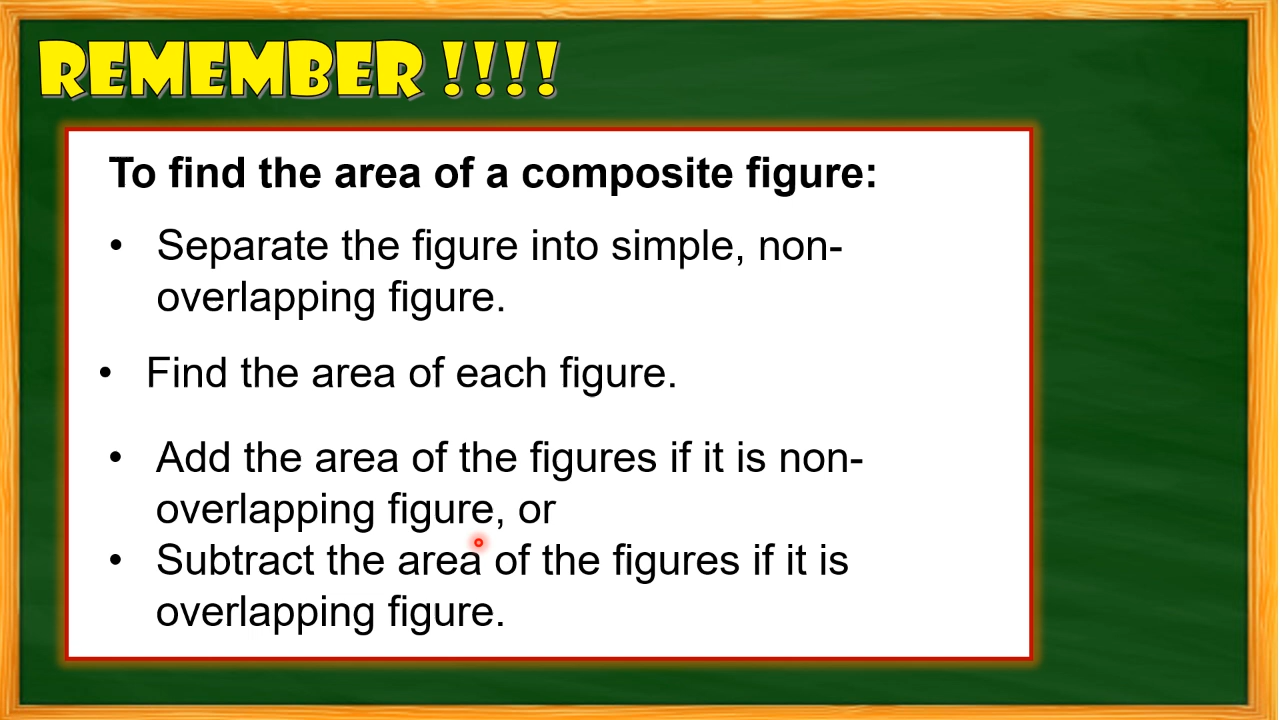 REMEMBER !!!!
To find the area of a composite figure:
• Separate the figure into simple, non-
overlapping figure.
• Find the area of each figure.
• Add the area of the figures if it is non-
overlapping figure, or
• Subtract the area of the figures if it is
overlapping figure.